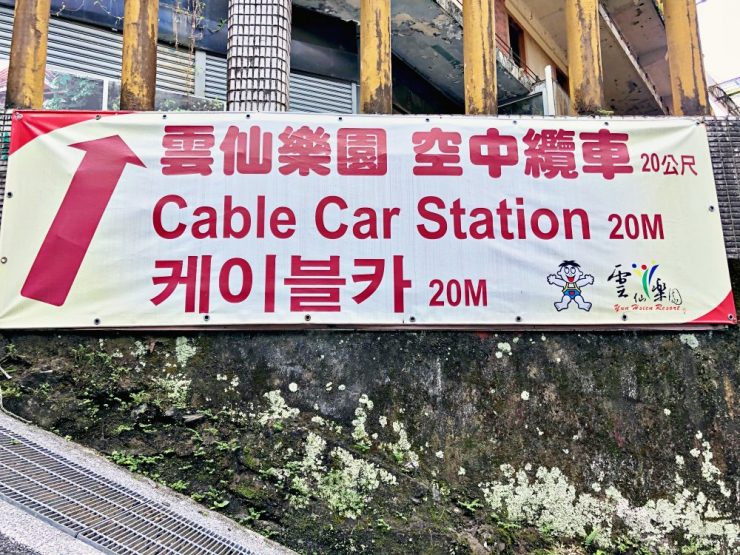 雲仙樂園 空中纜車 20公尺
Cable Car Station 20M
케이블카 20M
雲仙樂園
Yun Hsien Resort